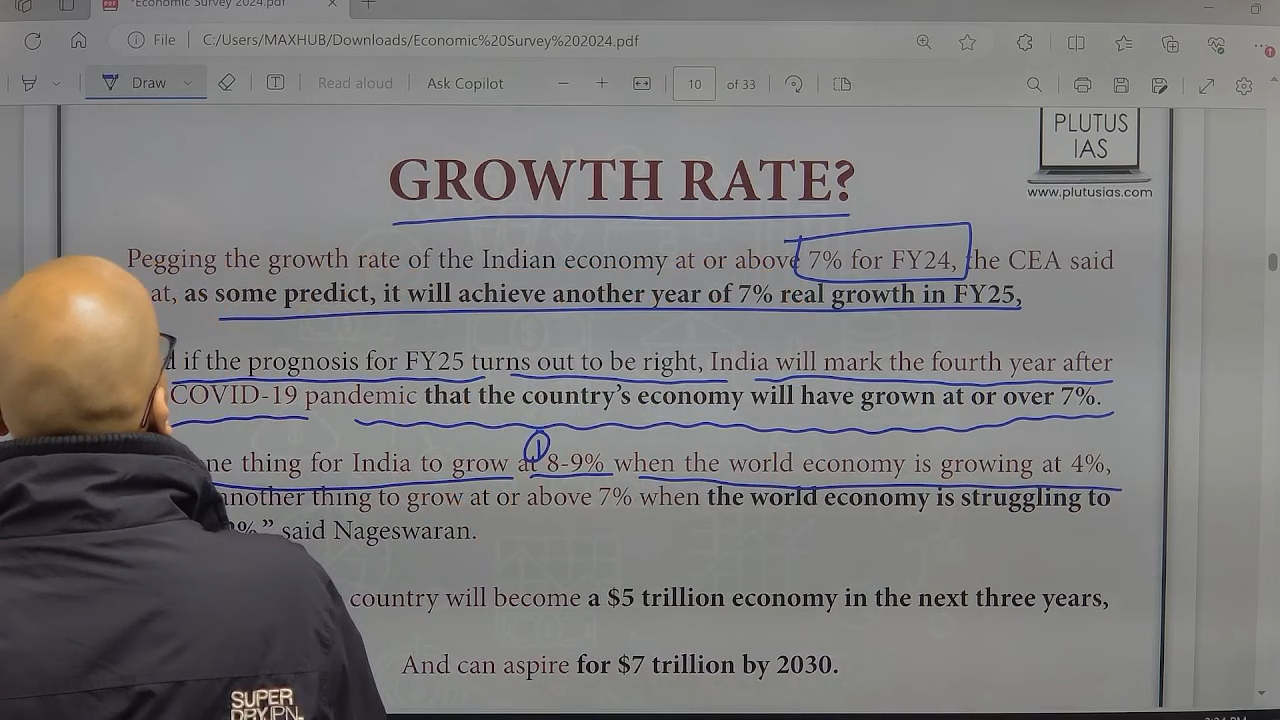 *Economic Survey 2024.pdf
File C:/Users/MAXHUB/Downloads/Economic%20Survey%202024.pdf
Draw Read aloud Ask Copilot 10 of 33
PLUTUS
IAS
www.plutusias.com
GROWTH RATE?
Pegging the growth rate of the Indian economy at or above 7% for FY24, the CEA said
at, as some predict, it will achieve another year of 7% real growth in FY25,
if the prognosis for FY25 turns out to be right, India will mark the fourth year after
COVID-19 pandemic that the country's economy will have grown at or over 7%.
1
ne thing for India to grow at 8-9% when the world economy is growing at 4%,
another thing to grow at or above 7% when the world economy is struggling to
%” said Nageswaran.
country will become a $5 trillion economy in the next three years,
And can aspire for $7 trillion by 2030.
SUPER
DRY.JPN